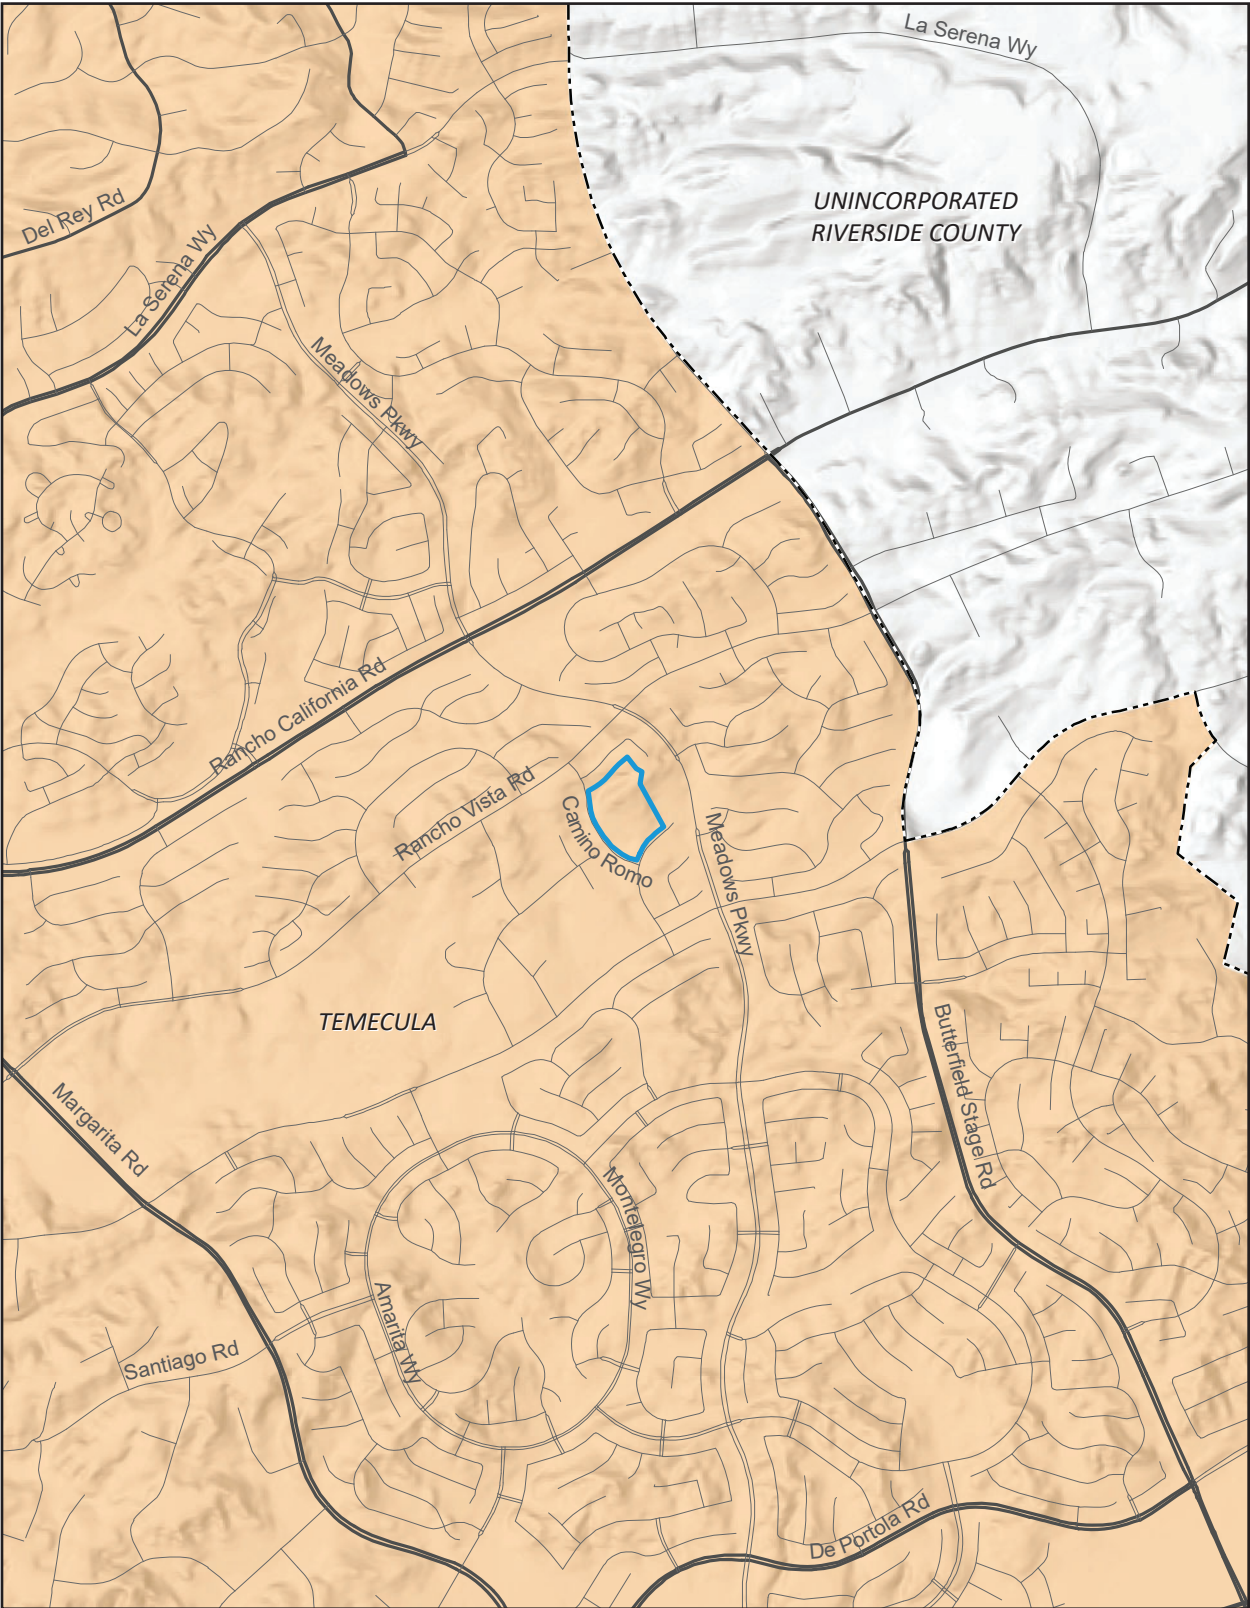 La Serena Wy
UNINCORPORATED
RIVERSIDE COUNTY
Del Rey Rd
La Serena Wy
Meadows Pkwy
Rancho California Rd
Rancho Vista Rd
Camino Romo
Meadows Pkwy
TEMECULA
Butterfield Stage Rd
Margarita Rd
Montelegro Wy
Amarita Wy
Santiago Rd
De Portola Rd